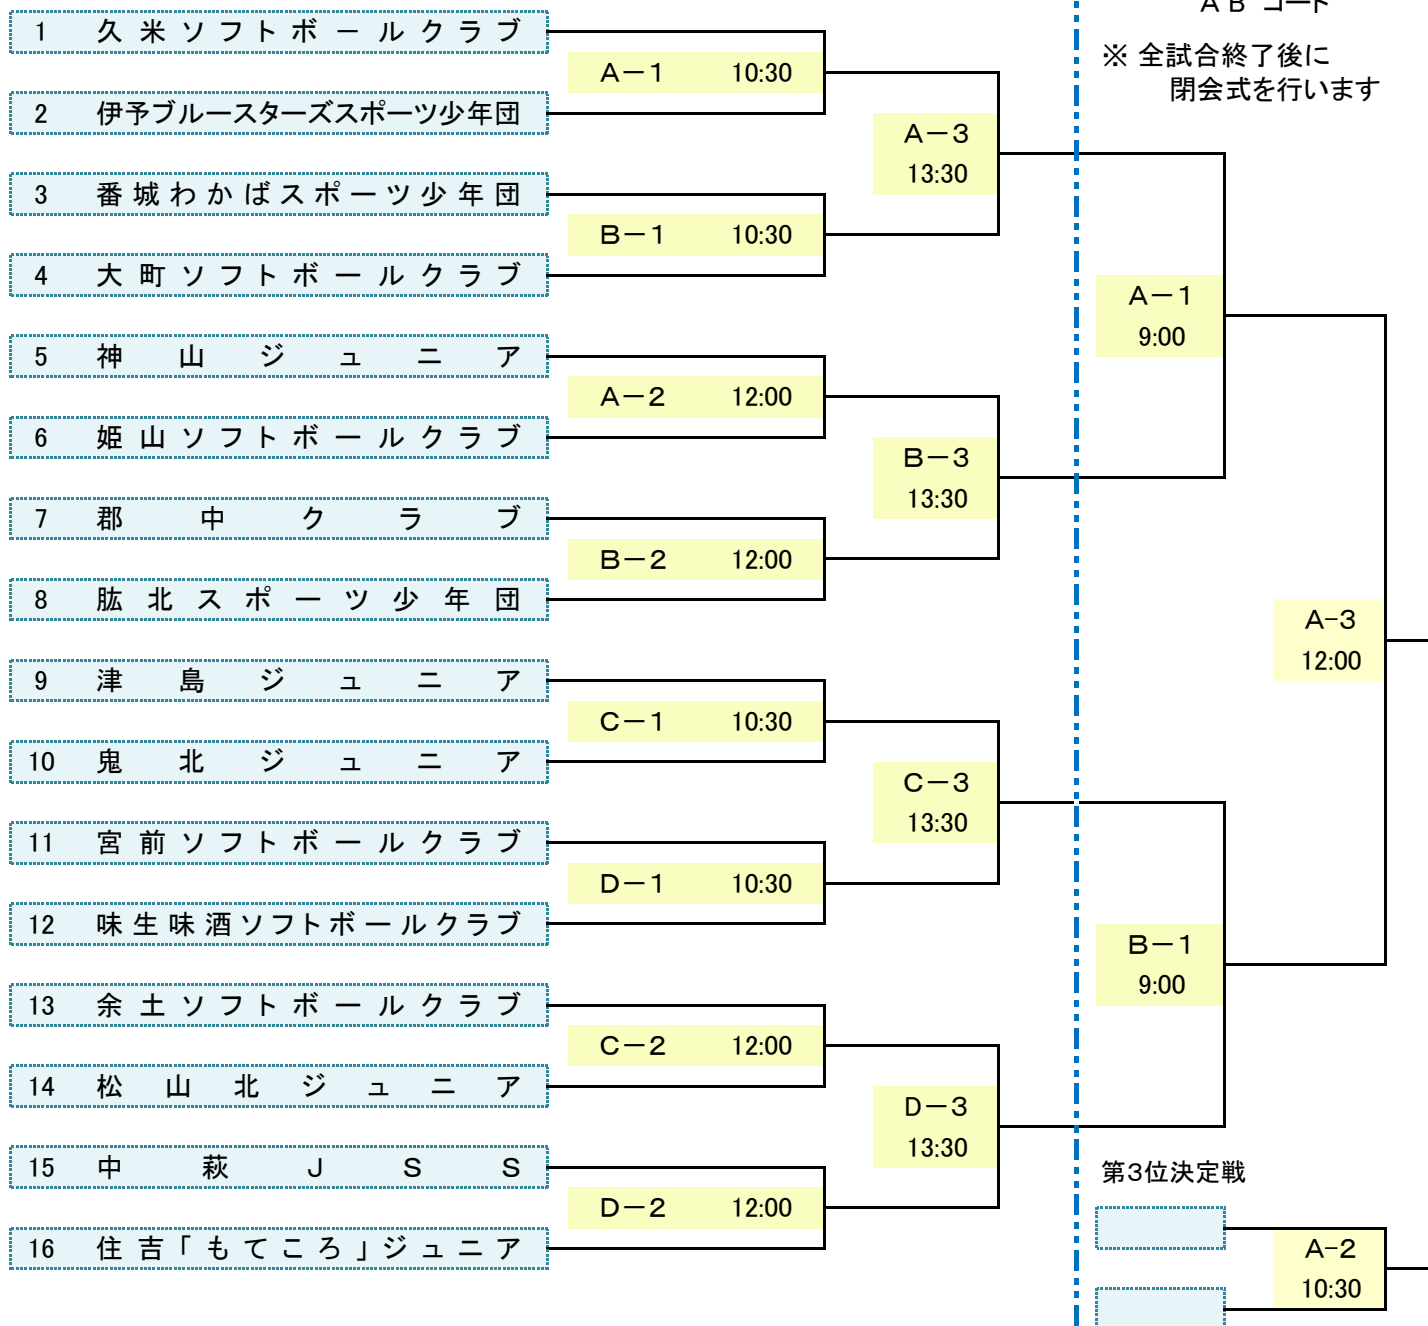 AB コート
※ 全試合終了後に
閉会式を行います
1 久米ソフトボールクラブ
A－1 10:30
2 伊予ブルースターズスポーツ少年団
A－3
13:30
3 番城わかばスポーツ少年団
B－1 10:30
4 大町ソフトボールクラブ
A－1
9:00
5 神山ジュニア
A－2 12:00
6 姫山ソフトボールクラブ
B－3
13:30
7 郡中クラブ
B－2 12:00
8 肱北スポーツ少年団
A-3
12:00
9 津島ジュニア
C－1 10:30
10 鬼北ジュニア
C－3
13:30
11 宮前ソフトボールクラブ
D－1 10:30
12 味生味酒ソフトボールクラブ
B－1
9:00
13 余土ソフトボールクラブ
C－2 12:00
14 松山北ジュニア
D－3
13:30
15 中萩JSS
D－2 12:00
16 住吉「もてころ」ジュニア
第3位決定戦
A-2
10:30